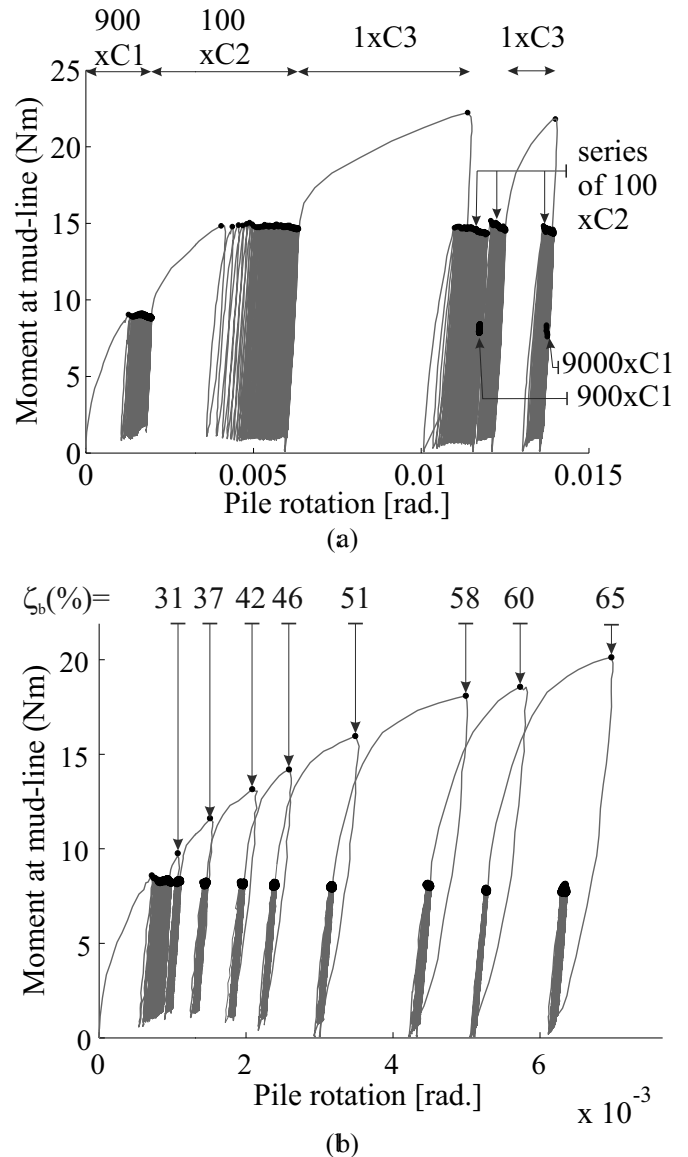 900
xC1
100
xC2
1xC3
1xC3
25
20
15
10
5
0
Moment at mud-line (Nm)
series
of 100
xC2
9000xC1
900xC1
0
0.005
0.01
0.015
Pile rotation [rad.]
(a)
ζb(%)= 31 37 42 46 51 58 60 65
20
15
10
5
0
Moment at mud-line (Nm)
0
2
4
6
Pile rotation [rad.]
x 10-3
(b)